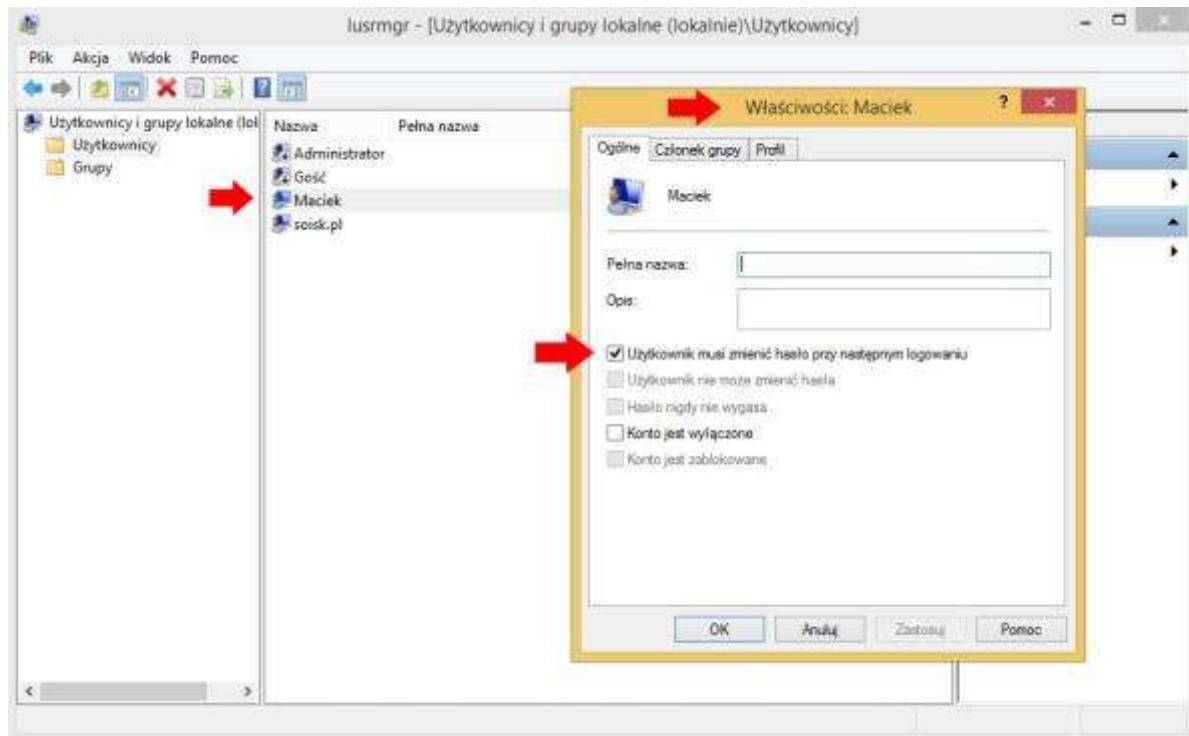 lusrmgr - [Użytkownicy i grupy lokalne (lokalnie)\Użytkownicy]
Plik Akcja Widok Pomoc
Użytkownicy i grupy lokalne (lol
Użytkownicy
Grupy
Nazwa Pełna nazwa
Administrator
Gość
Maciek
soisk.pl
Właściwości: Maciek
Ogólne Członek grupy Profil
Maciek
Pełna nazwa:
Opis:
Użytkownik musi zmienić hasło przy następnym logowaniu
Użytkownik nie może zmienić hasła
Hasło nigdy nie wygasa
Konto jest wyłączone
Konto jest zablokowane
OK Anuluj Zastosuj Pomoc